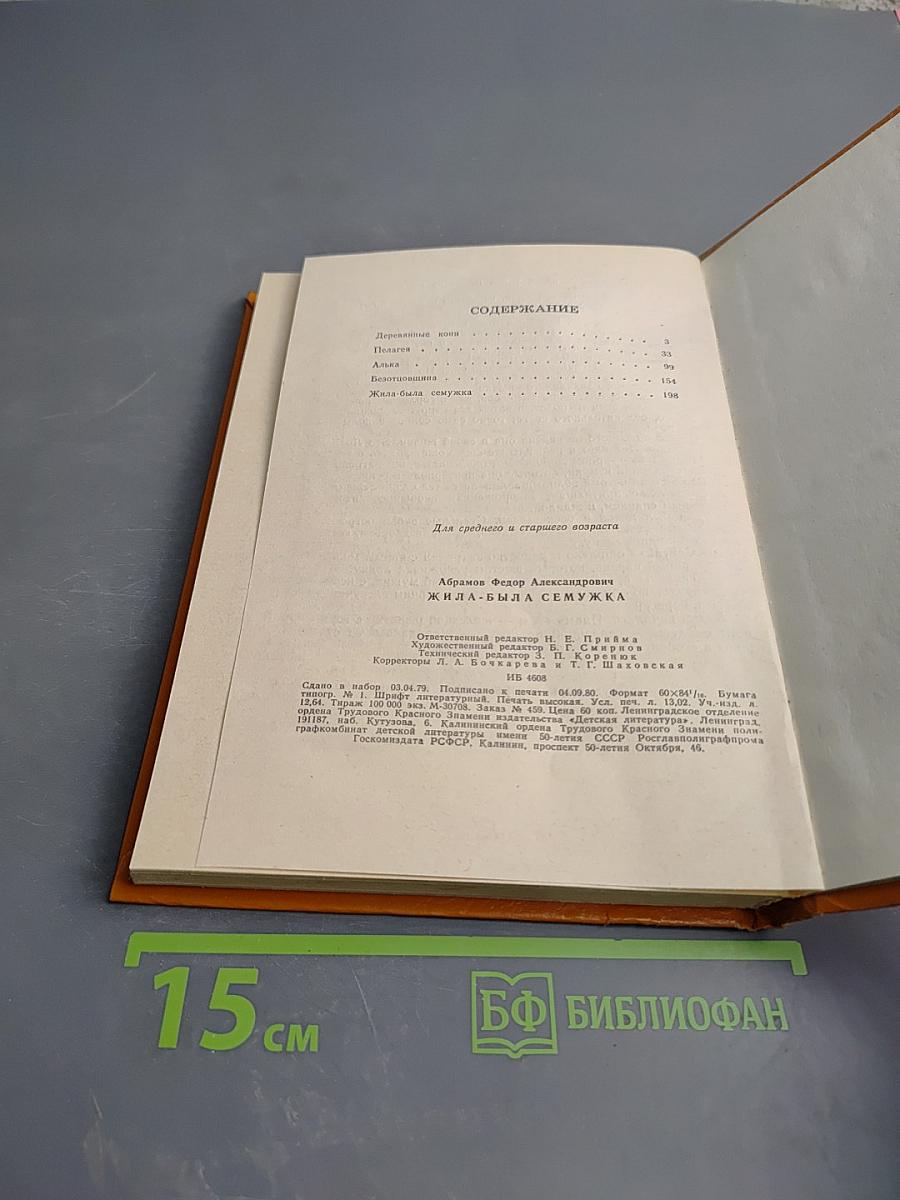 СОДЕРЖАНИЕ
Деревянные кони . . . . . . . . . . . . . . 3
Пелагея . . . . . . . . . . . . . . . . . 33
Алька . . . . . . . . . . . . . . . . . 99
Безотцовщина . . . . . . . . . . . . . . . . 154
Жила-была семужка . . . . . . . . . . . . . 198
Для среднего и старшего возраста
Абрамов Федор Александрович
ЖИЛА-БЫЛА СЕМУЖКА
Ответственный редактор Н. Е. Прийма
Художественный редактор Б. Г. Смирнов
Технический редактор З. П. Коренюк
Корректоры Л. А. Бочкарева и Т. Г. Шаховская
ИБ 4608
Сдано в набор 03.04.79. Подписано к печати 04.09.80. Формат 60×84¹/₁₆. Бумага
типогр. № 1. Шрифт литературный. Печать высокая. Усл. печ. л. 13,02. Уч.-изд. л.
12,64. Тираж 100 000 экз. М-30708. Заказ № 459. Цена 60 коп. Ленинградское отделение
ордена Трудового Красного Знамени издательства «Детская литература». Ленинград,
191187, наб. Кутузова, 6. Калининский ордена Трудового Красного Знамени поли-
графкомбинат детской литературы имени 50-летия СССР Росглавполиграфпрома
Госкомиздата РСФСР. Калинин, проспект 50-летия Октября, 46.
15 см
БФ БИБЛИОФАН